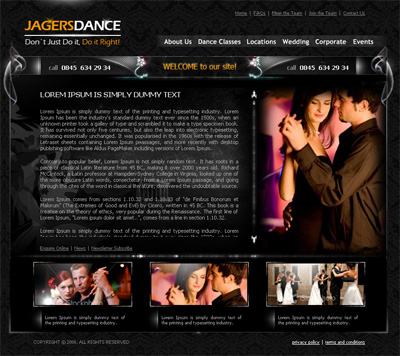 Home | FAQs | Meet the Team | Join the Team | Contact Us
JAGERSDANCE
Don`t Just Do it, Do it Right!
About Us Dance Classes Locations Wedding Corporate Events
call 0845 634 29 34
WELCOME to our site!
call 0845 634 29 34
LOREM IPSUM IS SIMPLY DUMMY TEXT
Lorem Ipsum is simply dummy text of the printing and typesetting industry. Lorem
Ipsum has been the industry's standard dummy text ever since the 1500s, when an
unknown printer took a galley of type and scrambled it to make a type specimen book.
It has survived not only five centuries, but also the leap into electronic typesetting,
remaining essentially unchanged. It was popularised in the 1960s with the release of
Letraset sheets containing Lorem Ipsum passages, and more recently with desktop
publishing software like Aldus PageMaker including versions of Lorem Ipsum.
Contrary to popular belief, Lorem Ipsum is not simply random text. It has roots in a
piece of classical Latin literature from 45 BC, making it over 2000 years old. Richard
McClintock, a Latin professor at Hampden-Sydney College in Virginia, looked up one of
the more obscure Latin words, consectetur, from a Lorem Ipsum passage, and going
through the cites of the word in classical literature, discovered the undoubtable source.
Lorem Ipsum comes from sections 1.10.32 and 1.10.33 of "de Finibus Bonorum et
Malorum" (The Extremes of Good and Evil) by Cicero, written in 45 BC. This book is a
treatise on the theory of ethics, very popular during the Renaissance. The first line of
Lorem Ipsum, "Lorem ipsum dolor sit amet..", comes from a line in section 1.10.32.
Lorem Ipsum is simply dummy text of the printing and typesetting industry. Lorem
Enquire Online | News | Newsletter Subscribe
Lorem Ipsum is simply dummy text of the printing and typesetting industry.
Lorem Ipsum is simply dummy text of the printing and typesetting industry.
Lorem Ipsum is simply dummy text of the printing and typesetting industry.
COPYRIGHT © 2008. ALL RIGHTS RESERVED
privacy policy | terms and conditions